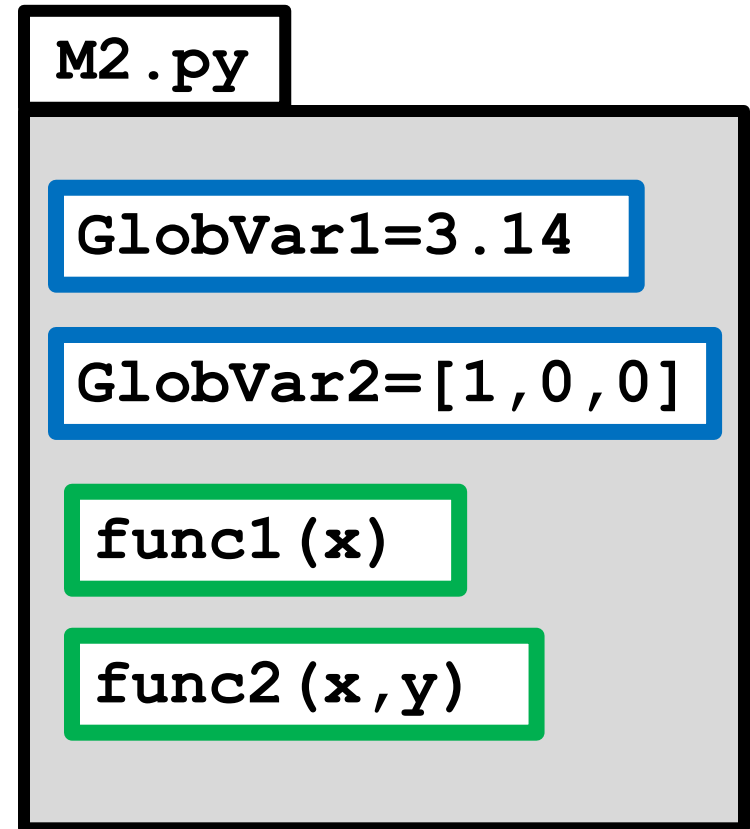 M2.py
GlobVar1=3.14
GlobVar2=[1,0,0]
func1(x)
func2(x,y)